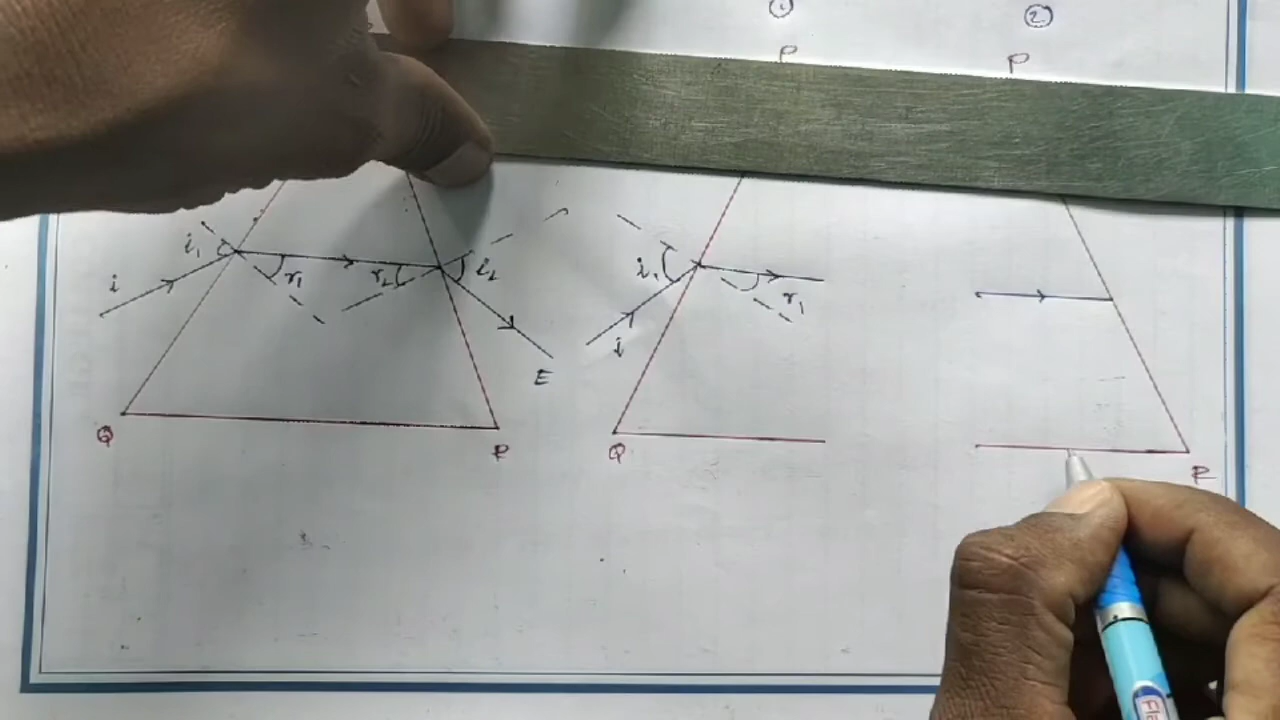 ① ②
P P
i₁ r₁ r₂ i₂
i
E
Q R
i₁ r₁
i
Q
R